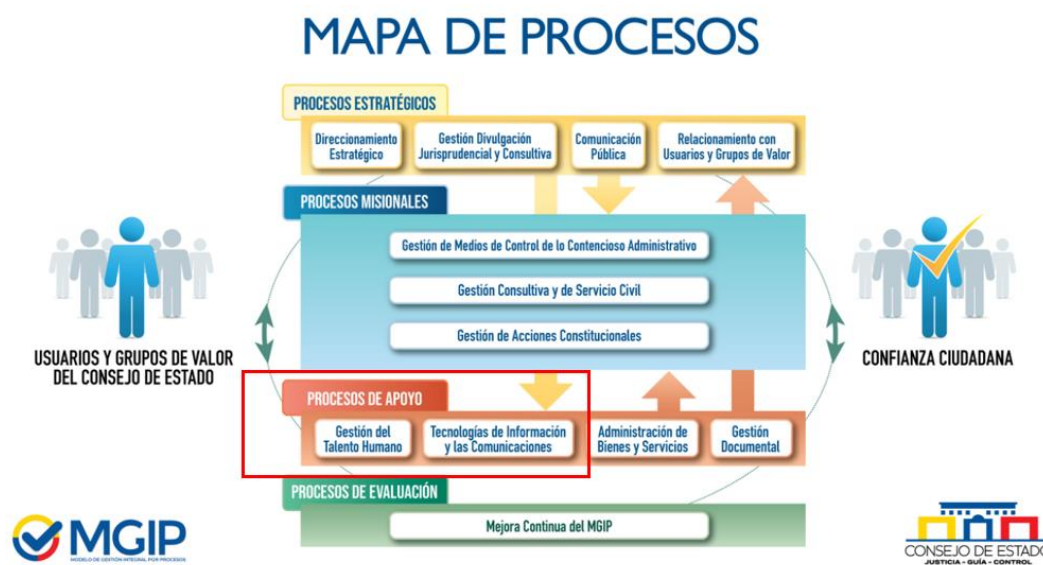 MAPA DE PROCESOS
PROCESOS ESTRATÉGICOS
Direccionamiento
Estratégico
Gestión Divulgación
Jurisprudencial y Consultiva
Comunicación
Pública
Relacionamiento con
Usuarios y Grupos de Valor
PROCESOS MISIONALES
Gestión de Medios de Control de lo Contencioso Administrativo
Gestión Consultiva y de Servicio Civil
Gestión de Acciones Constitucionales
USUARIOS Y GRUPOS DE VALOR
DEL CONSEJO DE ESTADO
CONFIANZA CIUDADANA
PROCESOS DE APOYO
Gestión del
Talento Humano
Tecnologías de Información
y las Comunicaciones
Administración de
Bienes y Servicios
Gestión
Documental
PROCESOS DE EVALUACIÓN
Mejora Continua del MGIP
MGIP
MODELO DE GESTIÓN INTEGRAL POR PROCESOS
CONSEJO DE ESTADO
JUSTICIA - GUÍA - CONTROL